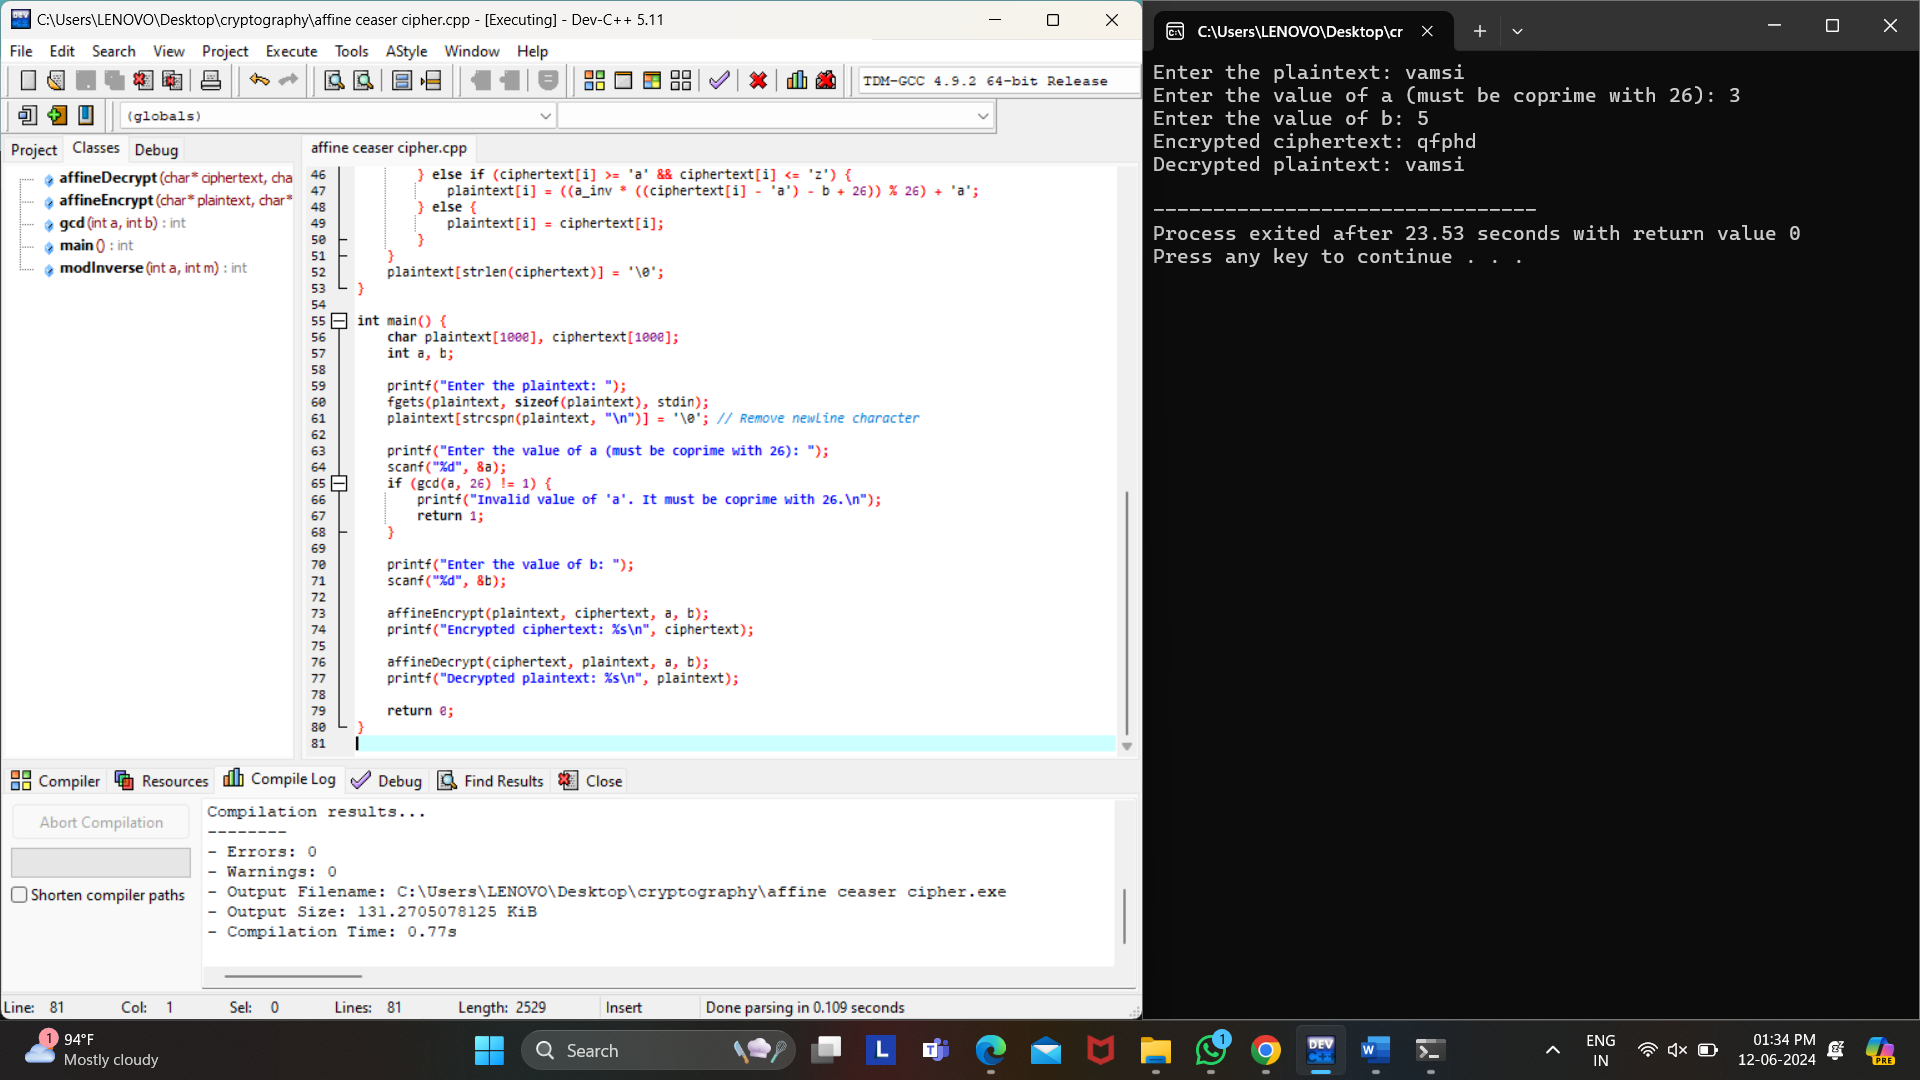 C:\Users\LENOVO\Desktop\cryptography\affine ceaser cipher.cpp - [Executing] - Dev-C++ 5.11
File Edit Search View Project Execute Tools AStyle Window Help
TDM-GCC 4.9.2 64-bit Release
(globals)
Project Classes Debug
affineDecrypt (char* ciphertext, cha
affineEncrypt (char* plaintext, char*
gcd (int a, int b) : int
main () : int
modInverse (int a, int m) : int
affine ceaser cipher.cpp
46 } else if (ciphertext[i] >= 'a' && ciphertext[i] <= 'z') {
47 plaintext[i] = ((a_inv * ((ciphertext[i] - 'a') - b + 26)) % 26) + 'a';
48 } else {
49 plaintext[i] = ciphertext[i];
50 }
51 }
52 plaintext[strlen(ciphertext)] = '\0';
53 }
54
55 int main() {
56 char plaintext[1000], ciphertext[1000];
57 int a, b;
58
59 printf("Enter the plaintext: ");
60 fgets(plaintext, sizeof(plaintext), stdin);
61 plaintext[strcspn(plaintext, "\n")] = '\0'; // Remove newline character
62
63 printf("Enter the value of a (must be coprime with 26): ");
64 scanf("%d", &a);
65 if (gcd(a, 26) != 1) {
66 printf("Invalid value of 'a'. It must be coprime with 26.\n");
67 return 1;
68 }
69
70 printf("Enter the value of b: ");
71 scanf("%d", &b);
72
73 affineEncrypt(plaintext, ciphertext, a, b);
74 printf("Encrypted ciphertext: %s\n", ciphertext);
75
76 affineDecrypt(ciphertext, plaintext, a, b);
77 printf("Decrypted plaintext: %s\n", plaintext);
78
79 return 0;
80 }
81
Compiler Resources Compile Log Debug Find Results Close
Abort Compilation
Shorten compiler paths
Compilation results...
--------
- Errors: 0
- Warnings: 0
- Output Filename: C:\Users\LENOVO\Desktop\cryptography\affine ceaser cipher.exe
- Output Size: 131.2705078125 KiB
- Compilation Time: 0.77s
Line: 81 Col: 1 Sel: 0 Lines: 81 Length: 2529 Insert Done parsing in 0.109 seconds
C:\Users\LENOVO\Desktop\cr
Enter the plaintext: vamsi
Enter the value of a (must be coprime with 26): 3
Enter the value of b: 5
Encrypted ciphertext: qfphd
Decrypted plaintext: vamsi
--------------------------------
Process exited after 23.53 seconds with return value 0
Press any key to continue . . .
1
94°F
Mostly cloudy
Search
L
T
1
DEV
C++
W
ENG
IN
01:34 PM
12-06-2024
PRE